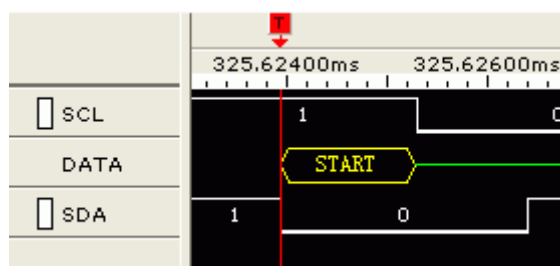 T
325.62400ms 325.62600ms
SCL 1 0
DATA START
SDA 1 0